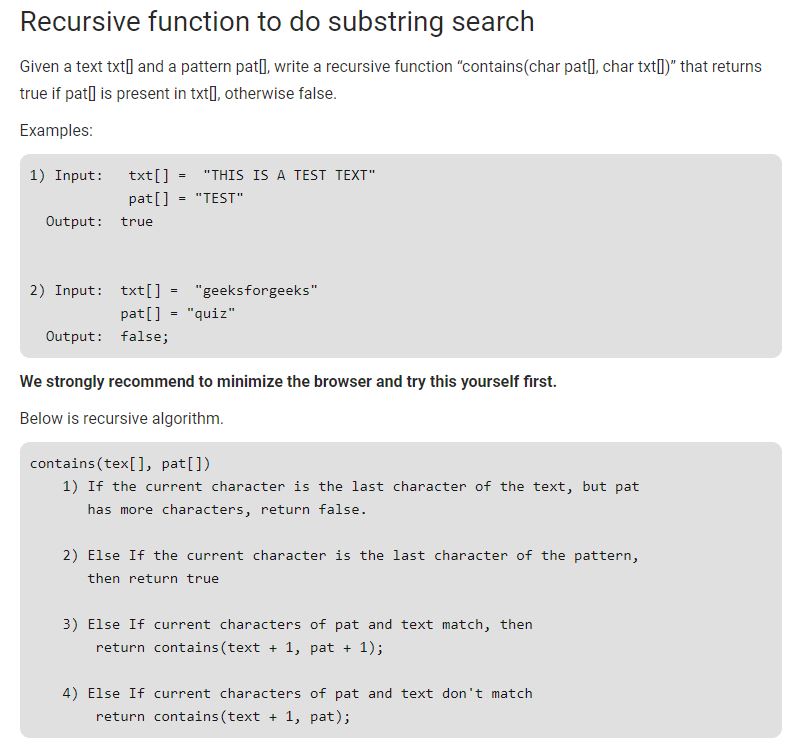 Recursive function to do substring search
Given a text txt[] and a pattern pat[], write a recursive function “contains(char pat[], char txt[])” that returns
true if pat[] is present in txt[], otherwise false.
Examples:
1) Input:   txt[] =  "THIS IS A TEST TEXT"
            pat[] = "TEST"
  Output:  true
2) Input:  txt[] =  "geeksforgeeks"
           pat[] = "quiz"
  Output:  false;
We strongly recommend to minimize the browser and try this yourself first.
Below is recursive algorithm.
contains(tex[], pat[])
    1) If the current character is the last character of the text, but pat
       has more characters, return false.
    2) Else If the current character is the last character of the pattern,
       then return true
    3) Else If current characters of pat and text match, then
        return contains(text + 1, pat + 1);
    4) Else If current characters of pat and text don't match
        return contains(text + 1, pat);